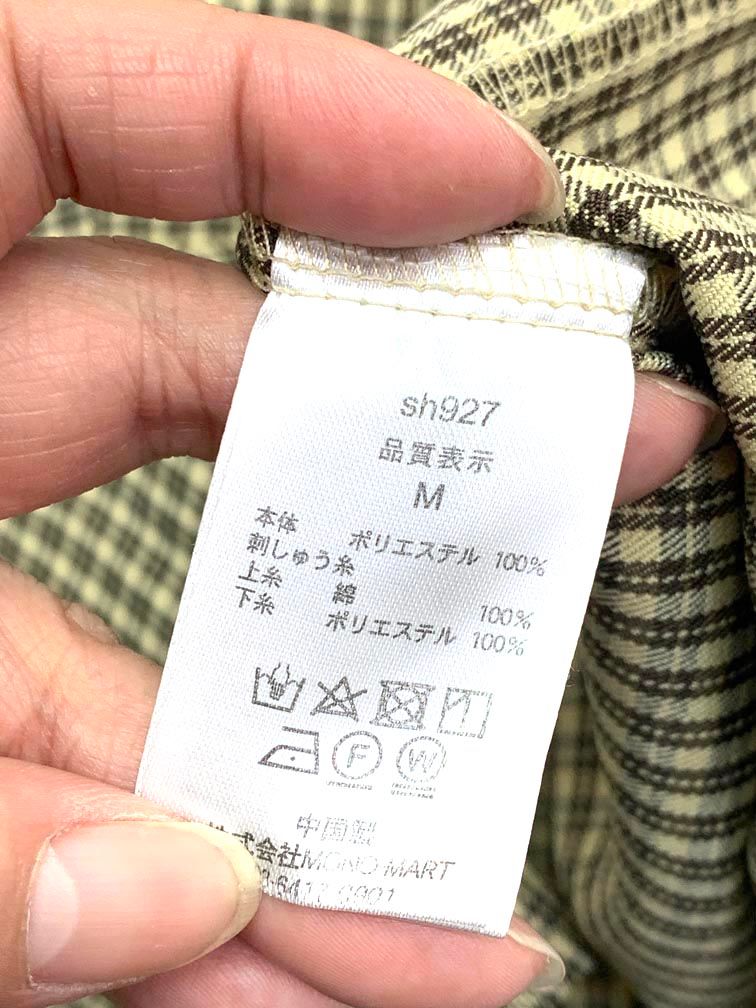 sh927
品質表示
M
本体 ポリエステル 100%
刺しゅう糸
上糸 綿 100%
下糸 ポリエステル 100%
F
W
中国製
株式会社MONO-MART